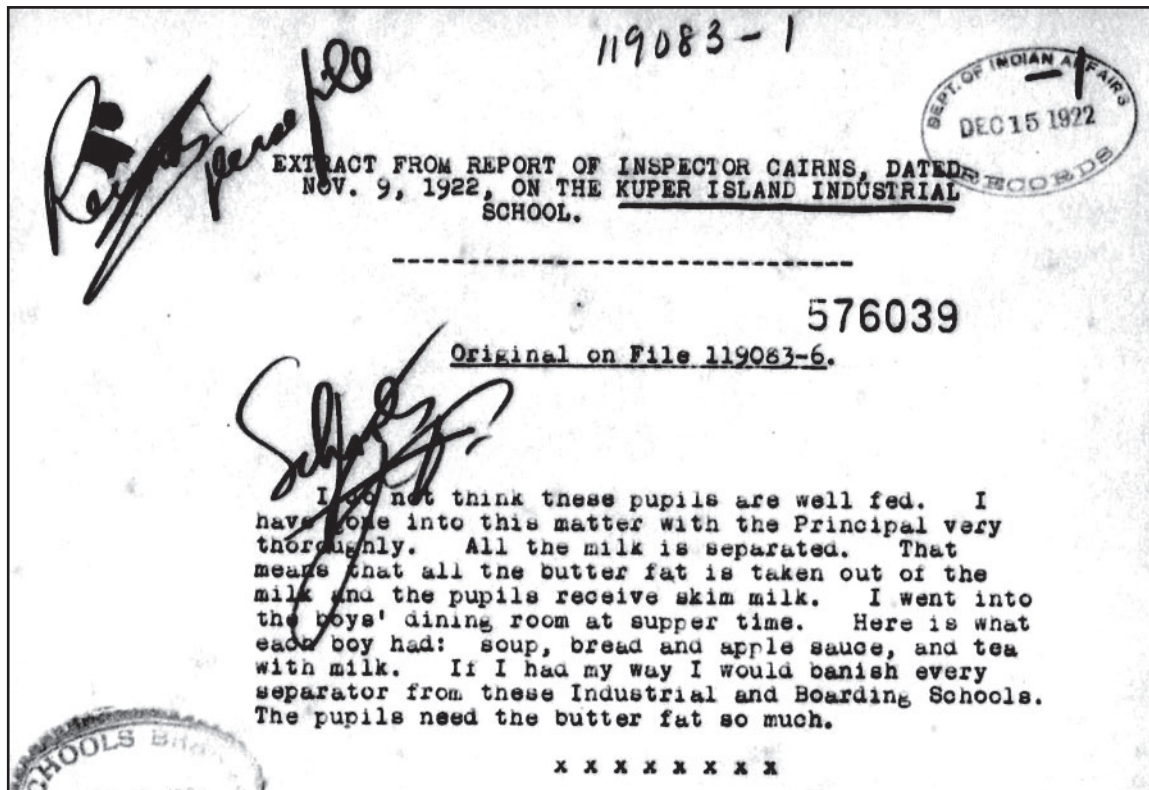 119083-1
please file
DEPT. OF INDIAN AFFAIRS
DEC 15 1922
RECORDS
EXTRACT FROM REPORT OF INSPECTOR CAIRNS, DATED
NOV. 9, 1922, ON THE KUPER ISLAND INDUSTRIAL
SCHOOL.
--------------------------------
576039
Original on File 119083-6.
Schools
I do not think these pupils are well fed. I
have gone into this matter with the Principal very
thoroughly. All the milk is separated. That
means that all the butter fat is taken out of the
milk and the pupils receive skim milk. I went into
the boys' dining room at supper time. Here is what
each boy had: soup, bread and apple sauce, and tea
with milk. If I had my way I would banish every
separator from these Industrial and Boarding Schools.
The pupils need the butter fat so much.
x x x x x x x x
SCHOOLS